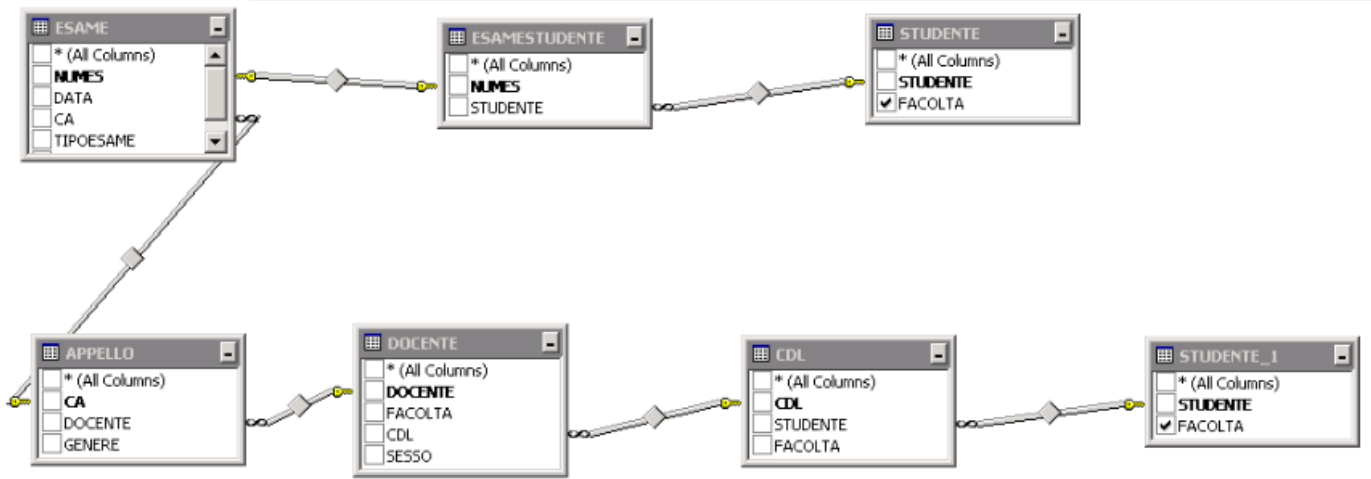 ESAME
* (All Columns)
NUMES
DATA
CA
TIPOESAME
ESAMESTUDENTE
* (All Columns)
NUMES
STUDENTE
STUDENTE
* (All Columns)
STUDENTE
FACOLTA
APPELLO
* (All Columns)
CA
DOCENTE
GENERE
DOCENTE
* (All Columns)
DOCENTE
FACOLTA
CDL
SESSO
CDL
* (All Columns)
CDL
STUDENTE
FACOLTA
STUDENTE_1
* (All Columns)
STUDENTE
FACOLTA